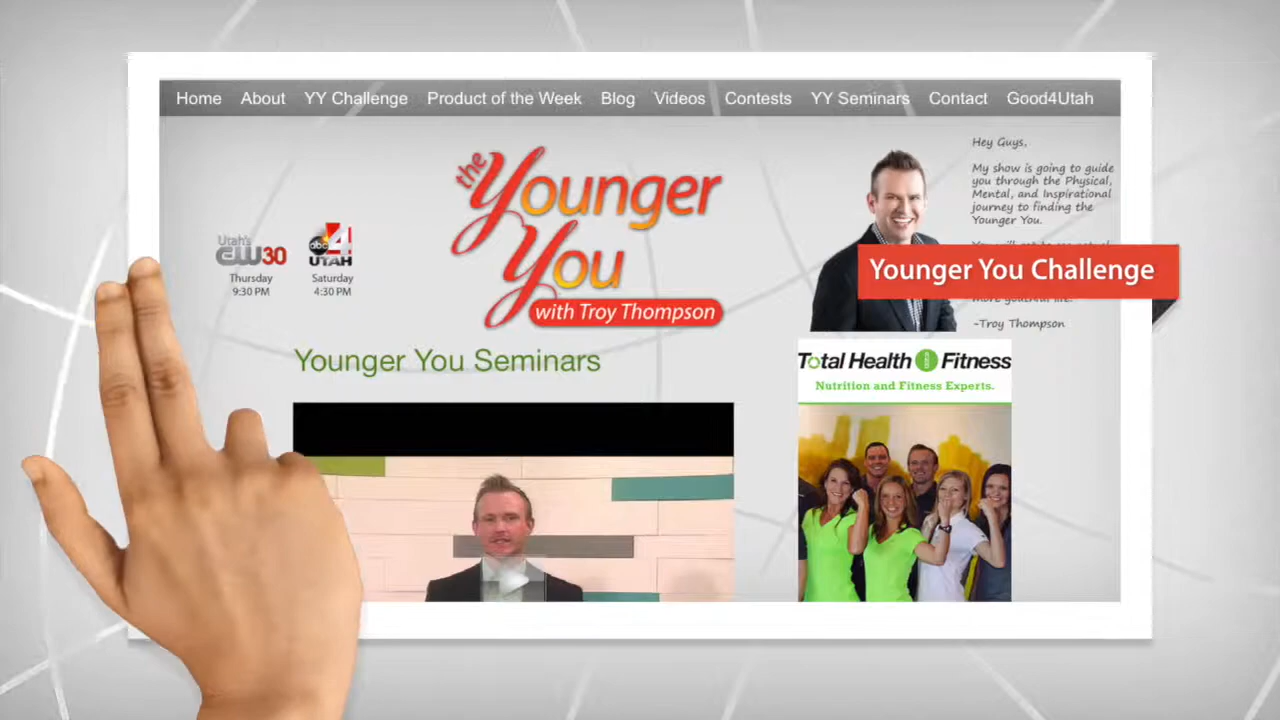 Home About YY Challenge Product of the Week Blog Videos Contests YY Seminars Contact Good4Utah
the Younger You
with Troy Thompson
Utah's
CW30
Thursday
9:30 PM
abc 4
UTAH
Saturday
4:30 PM
Hey Guys,
My show is going to guide
you through the Physical,
Mental, and Inspirational
journey to finding the
Younger You.
Younger You Challenge
-Troy Thompson
Younger You Seminars
Total Health Fitness
Nutrition and Fitness Experts.